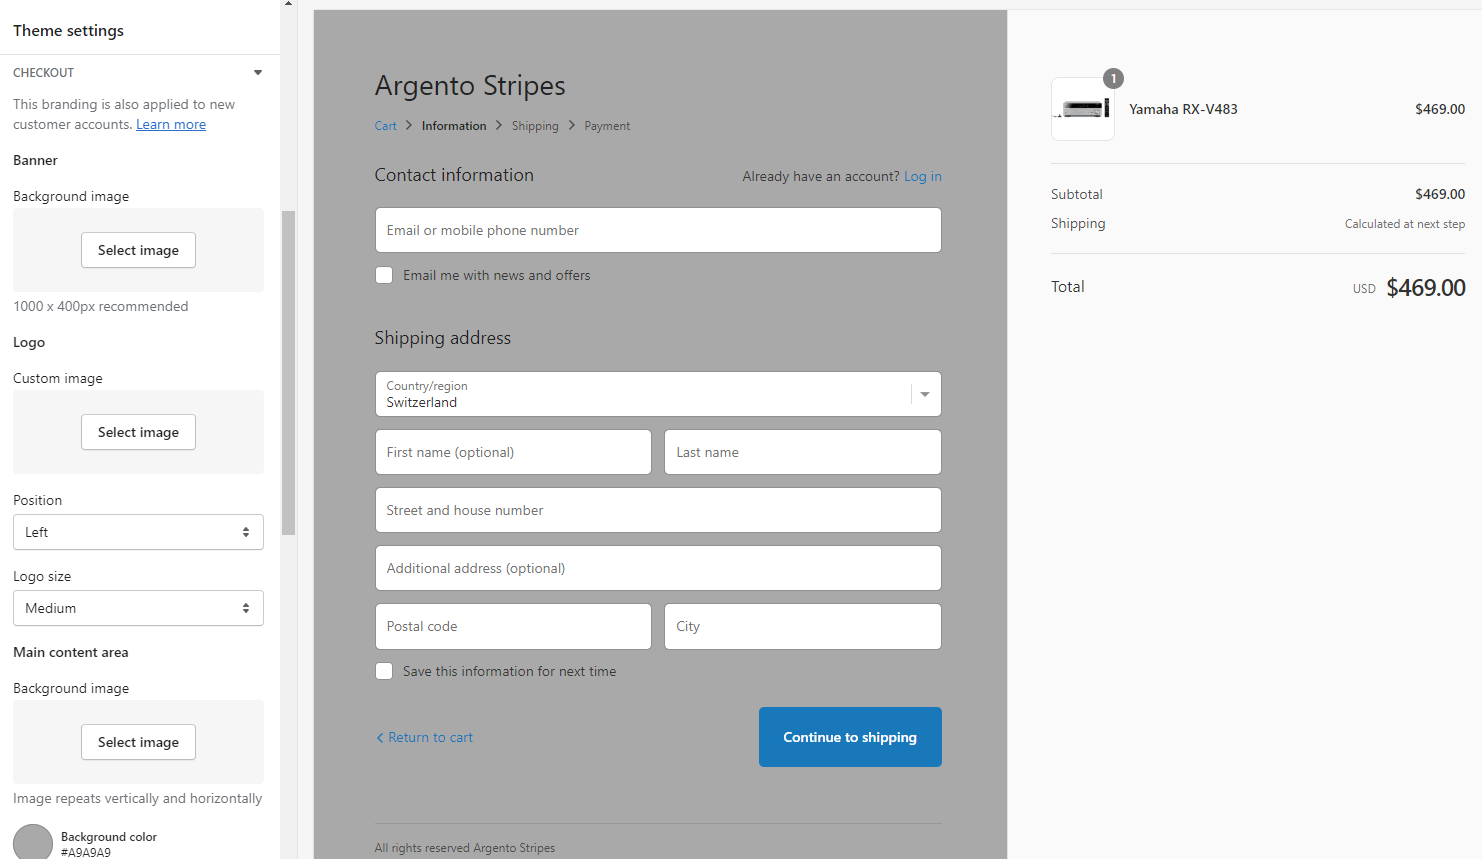 Theme settings
CHECKOUT
This branding is also applied to new
customer accounts. Learn more
Banner
Background image
Select image
1000 x 400px recommended
Logo
Custom image
Select image
Position
Left
Logo size
Medium
Main content area
Background image
Select image
Image repeats vertically and horizontally
Background color
#A9A9A9
Argento Stripes
Cart > Information > Shipping > Payment
Contact information
Already have an account? Log in
Email or mobile phone number
Email me with news and offers
Shipping address
Country/region
Switzerland
First name (optional)
Last name
Street and house number
Additional address (optional)
Postal code
City
Save this information for next time
< Return to cart
Continue to shipping
All rights reserved Argento Stripes
1
Yamaha RX-V483
$469.00
Subtotal
$469.00
Shipping
Calculated at next step
Total
USD $469.00